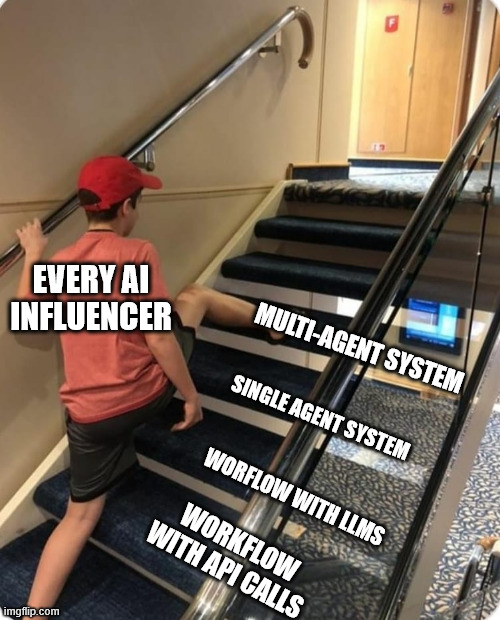 EVERY AI
INFLUENCER
MULTI-AGENT SYSTEM
SINGLE AGENT SYSTEM
WORFLOW WITH LLMS
WORKFLOW
WITH API CALLS
imgflip.com